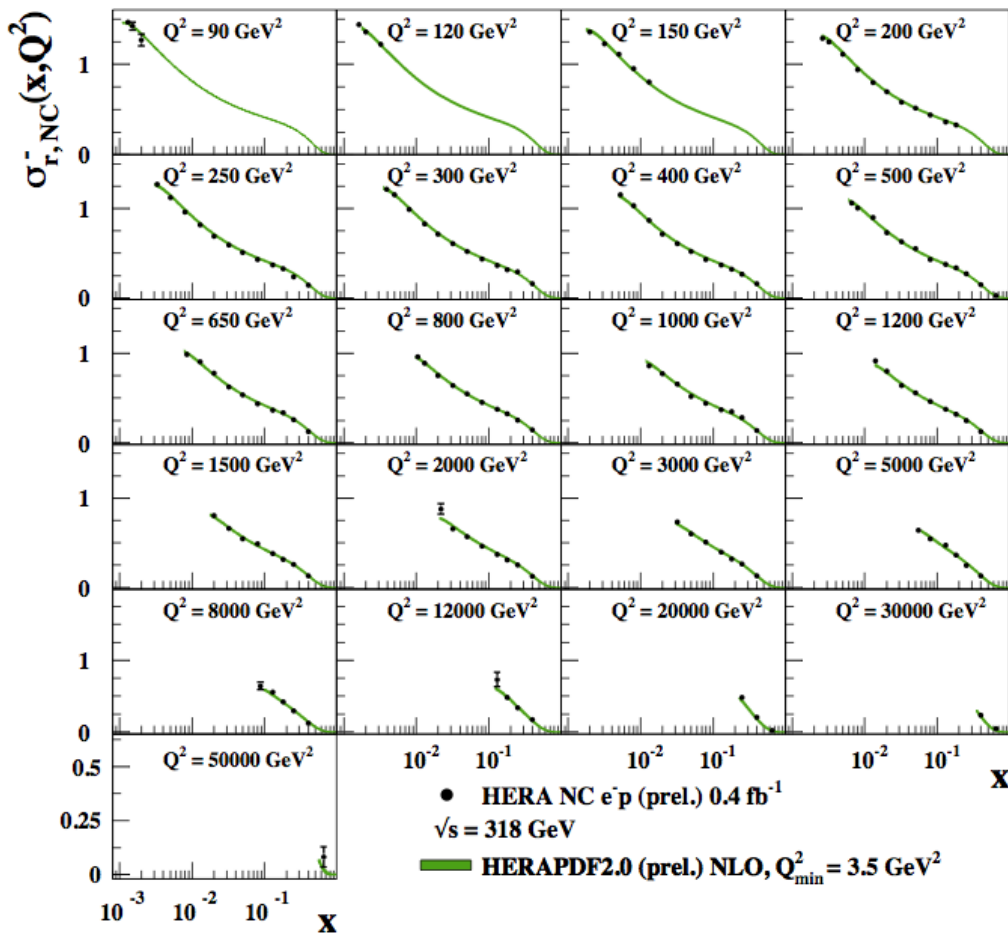 σ⁻r,NC(x,Q²)
Q² = 90 GeV² Q² = 120 GeV² Q² = 150 GeV² Q² = 200 GeV²
1
0
Q² = 250 GeV² Q² = 300 GeV² Q² = 400 GeV² Q² = 500 GeV²
1
0
Q² = 650 GeV² Q² = 800 GeV² Q² = 1000 GeV² Q² = 1200 GeV²
1
0
Q² = 1500 GeV² Q² = 2000 GeV² Q² = 3000 GeV² Q² = 5000 GeV²
1
0
Q² = 8000 GeV² Q² = 12000 GeV² Q² = 20000 GeV² Q² = 30000 GeV²
1
0
Q² = 50000 GeV² 10⁻² 10⁻¹ 10⁻² 10⁻¹ 10⁻² 10⁻¹ x
0.5
HERA NC e⁻p (prel.) 0.4 fb⁻¹
0.25
√s = 318 GeV
HERAPDF2.0 (prel.) NLO, Q²min = 3.5 GeV²
0
10⁻³ 10⁻² 10⁻¹ x